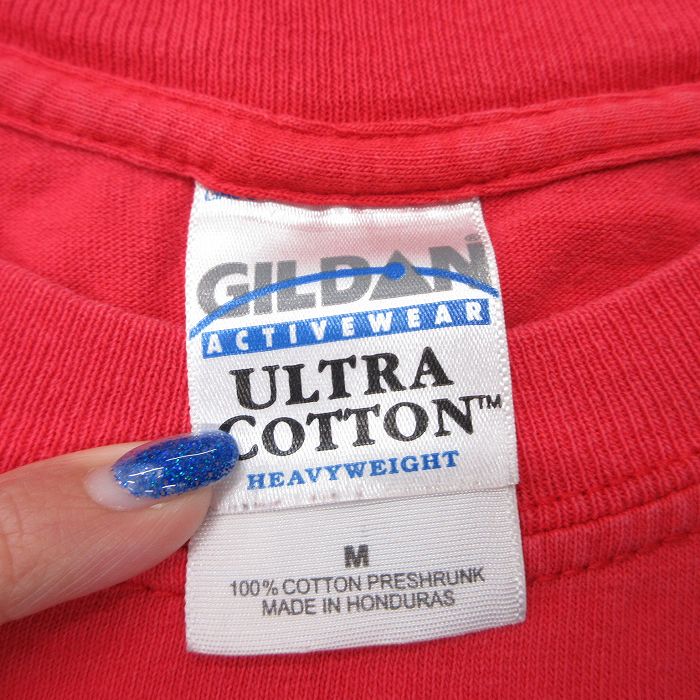 GILDAN®
ACTIVEWEAR
ULTRA
COTTON™
HEAVYWEIGHT
M
100% COTTON PRESHRUNK
MADE IN HONDURAS